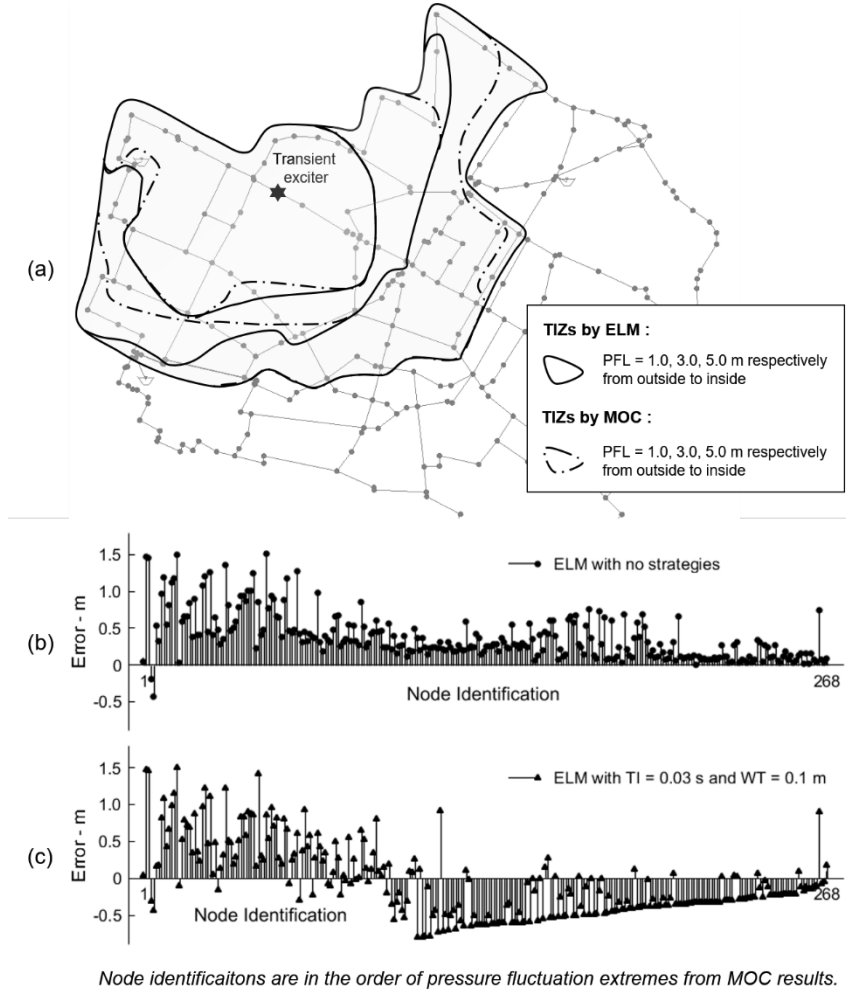 Transient
exciter
(a)
TIZs by ELM :
PFL = 1.0, 3.0, 5.0 m respectively
from outside to inside
TIZs by MOC :
PFL = 1.0, 3.0, 5.0 m respectively
from outside to inside
(b)
Error - m
1.5
1.0
0.5
0
-0.5
ELM with no strategies
1
Node Identification
268
(c)
Error - m
1.5
1.0
0.5
0
-0.5
ELM with TI = 0.03 s and WT = 0.1 m
1
Node Identification
268
Node identificaitons are in the order of pressure fluctuation extremes from MOC results.